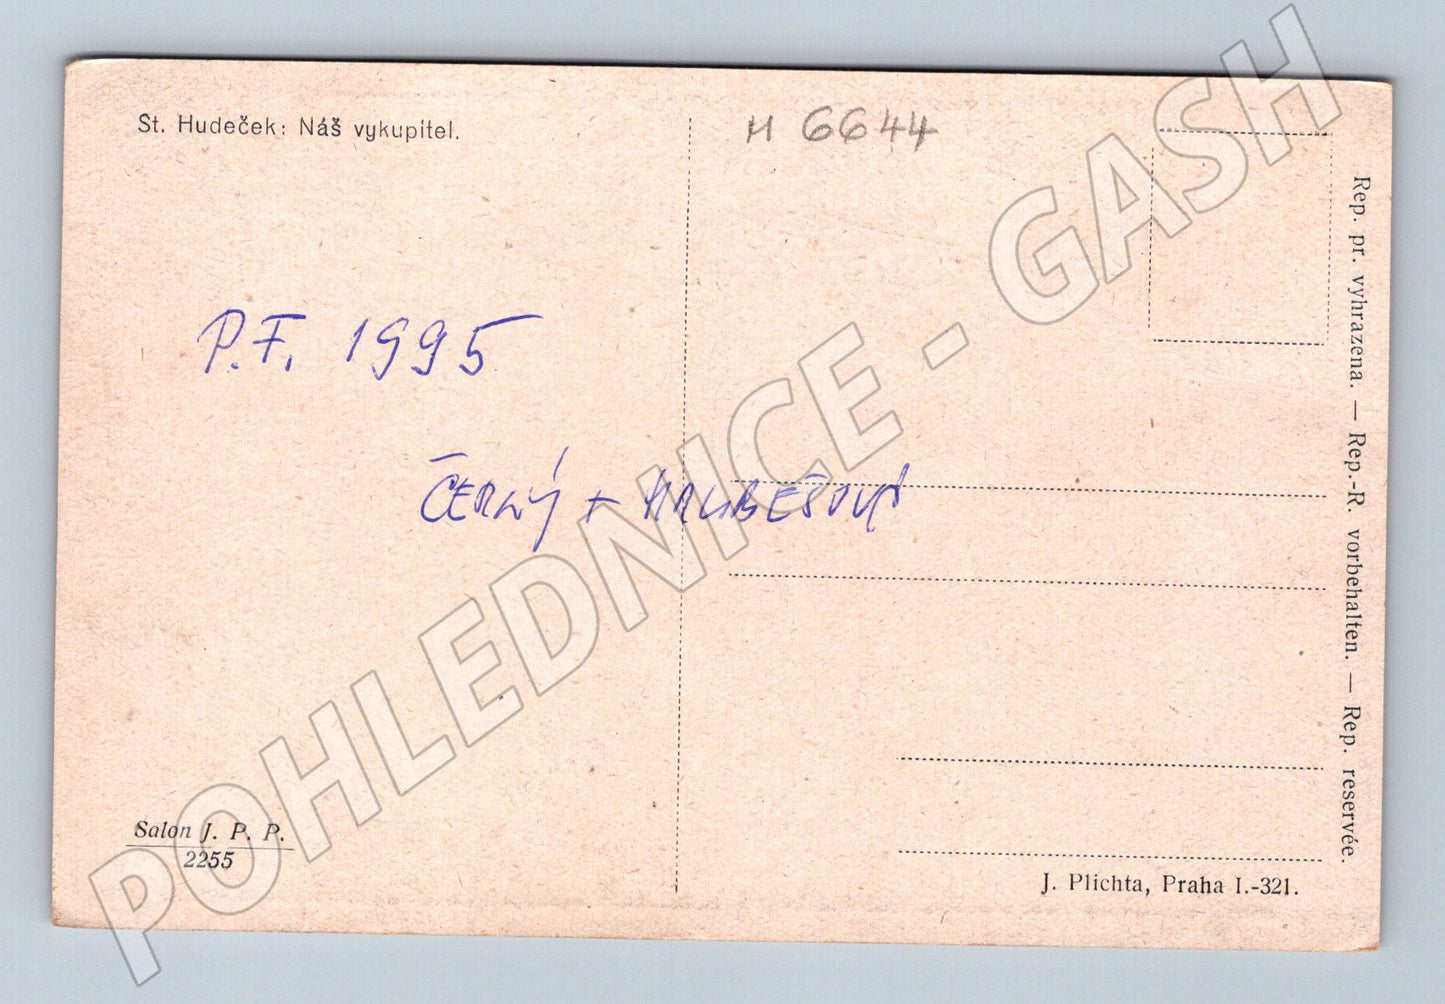 St. Hudeček: Náš vykupitel.
H 6644
P.F. 1995
ČERNÝ +
Salon J. P. P.
2255
J. Plichta, Praha I.-321.
Rep. pr. vyhrazena. — Rep.-R. vorbehalten. — Rep. reservée.
POHLEDNICE - GASH